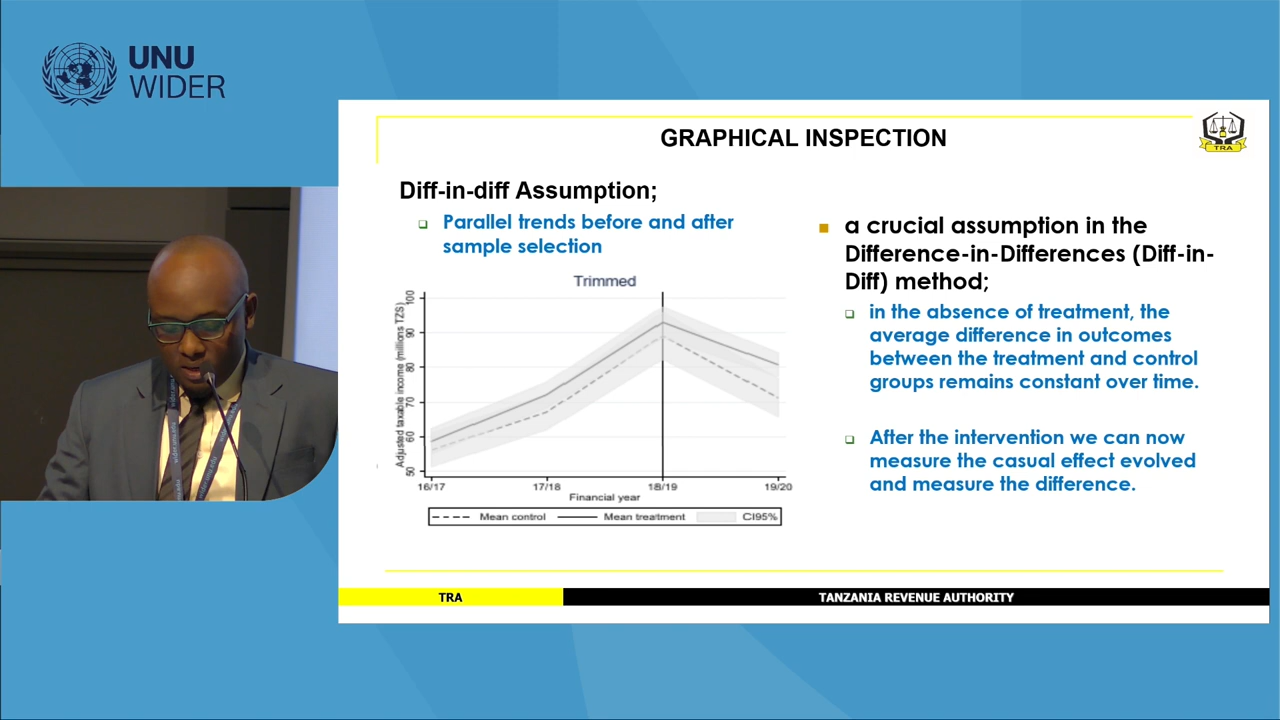 UNU
WIDER
GRAPHICAL INSPECTION
TRA
Diff-in-diff Assumption;
Parallel trends before and after
sample selection
Trimmed
Adjusted taxable income (millions TZS)
100
90
80
70
60
50
16/17
17/18
18/19
19/20
Financial year
Mean control
Mean treatment
CI95%
a crucial assumption in the
Difference-in-Differences (Diff-in-
Diff) method;
in the absence of treatment, the
average difference in outcomes
between the treatment and control
groups remains constant over time.
After the intervention we can now
measure the casual effect evolved
and measure the difference.
TRA
TANZANIA REVENUE AUTHORITY